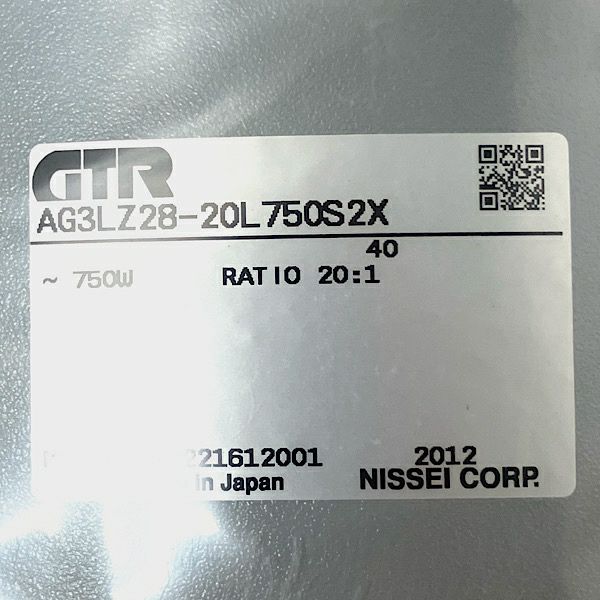 GTR
AG3LZ28-20L750S2X
40
~ 750W RATIO 20:1
221612001 2012
in Japan NISSEI CORP.